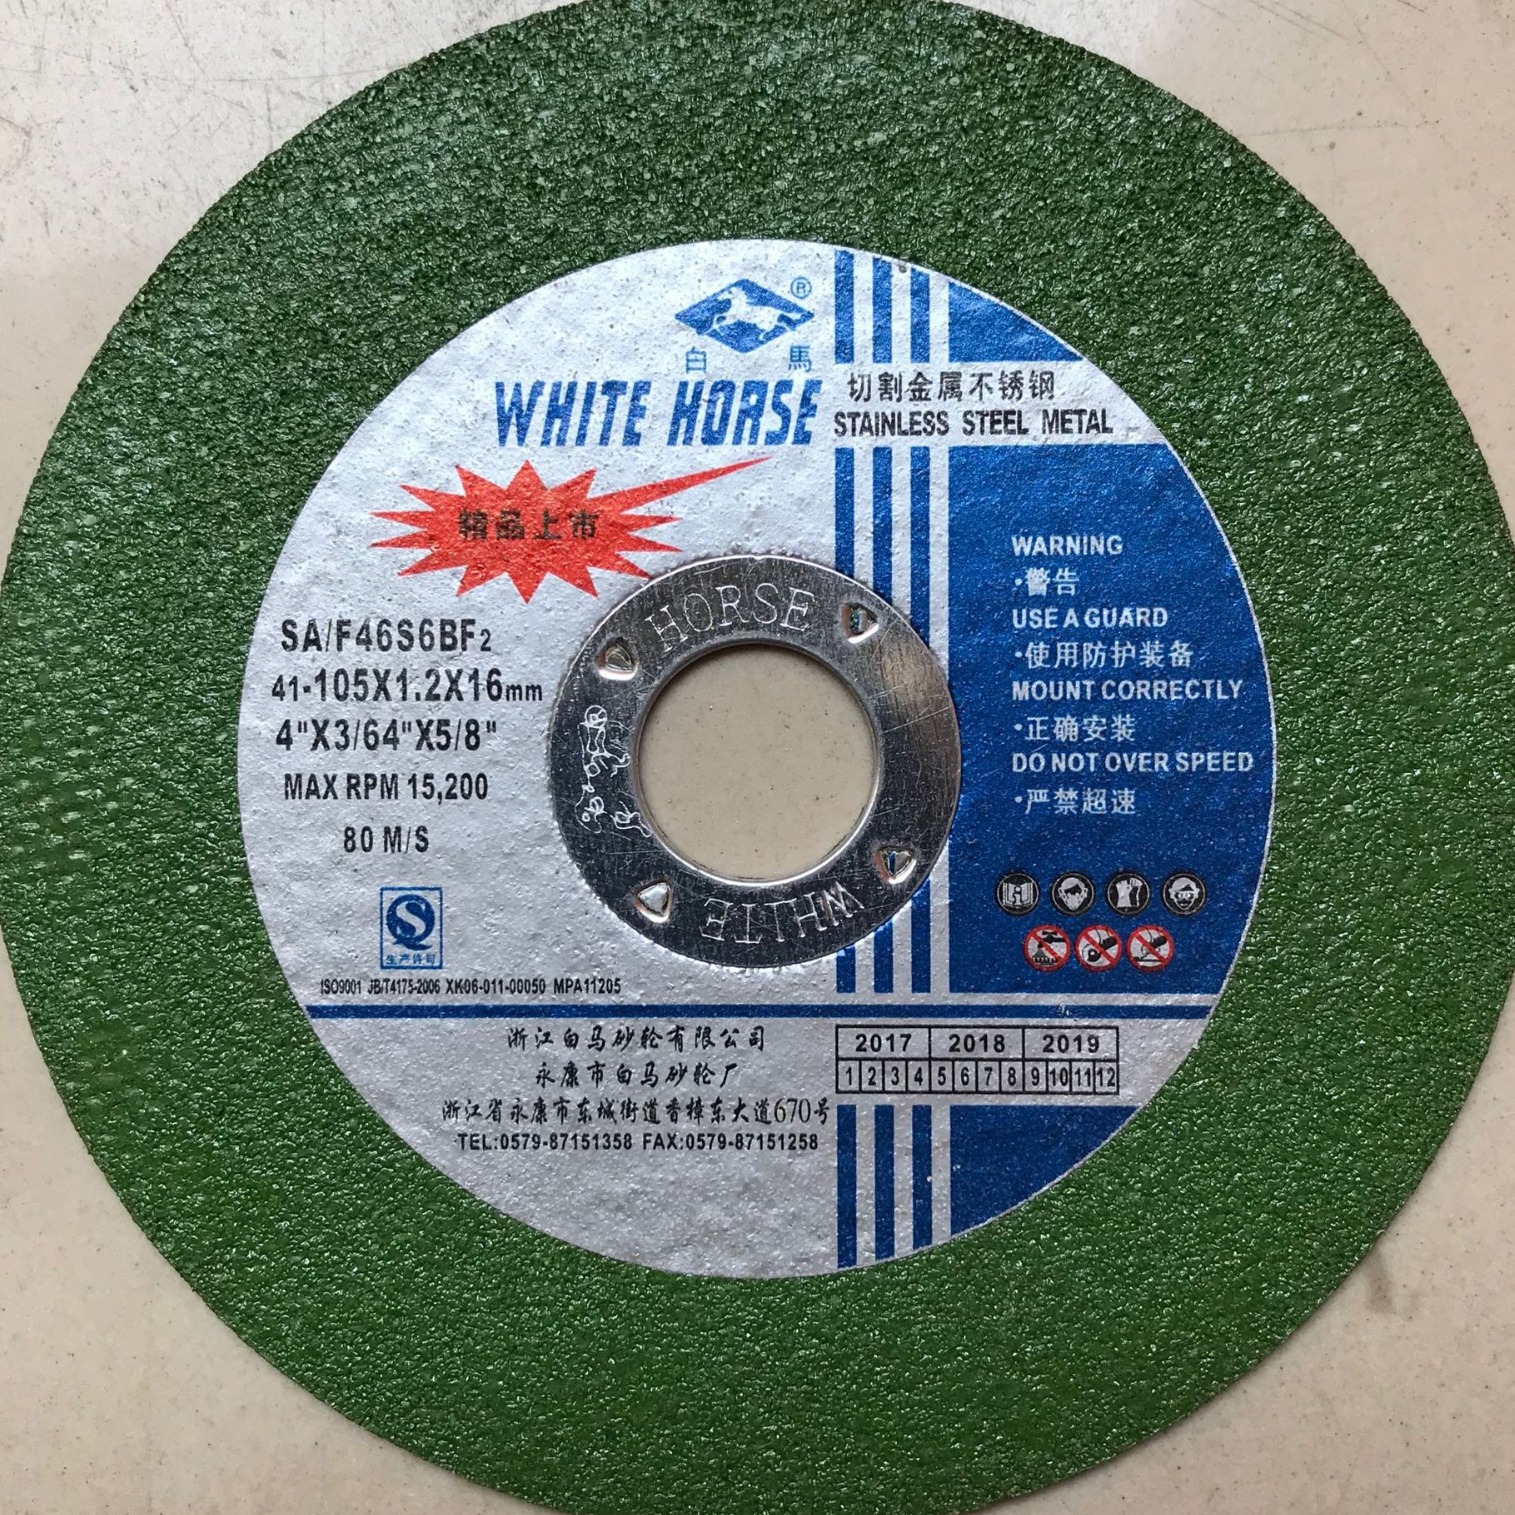 ®
白 馬
WHITE HORSE
切割金属不锈钢
STAINLESS STEEL METAL
精品上市
SA/F46S6BF2
41-105X1.2X16mm
4"X3/64"X5/8"
MAX RPM 15,200
80 M/S
HORSE
WHITE
WARNING
·警告
USE A GUARD
·使用防护装备
MOUNT CORRECTLY
·正确安装
DO NOT OVER SPEED
·严禁超速
生产许可
ISO9001 JB/T4175-2006 XK06-011-00050 MPA11205
浙江白马砂轮有限公司
永康市白马砂轮厂
浙江省永康市东城街道香樟东大道670号
TEL:0579-87151358 FAX:0579-87151258
2017 2018 2019
1 2 3 4 5 6 7 8 9 10 11 12